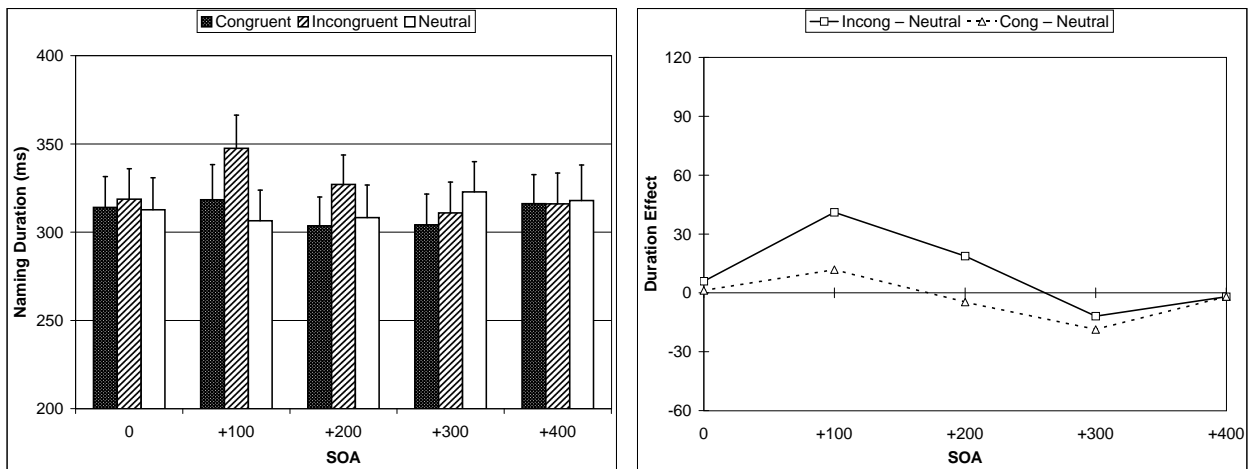 Congruent Incongruent Neutral
400
350
300
250
200
Naming Duration (ms)
0 +100 +200 +300 +400
SOA
Incong – Neutral Cong – Neutral
120
90
60
30
0
-30
-60
Duration Effect
0 +100 +200 +300 +400
SOA